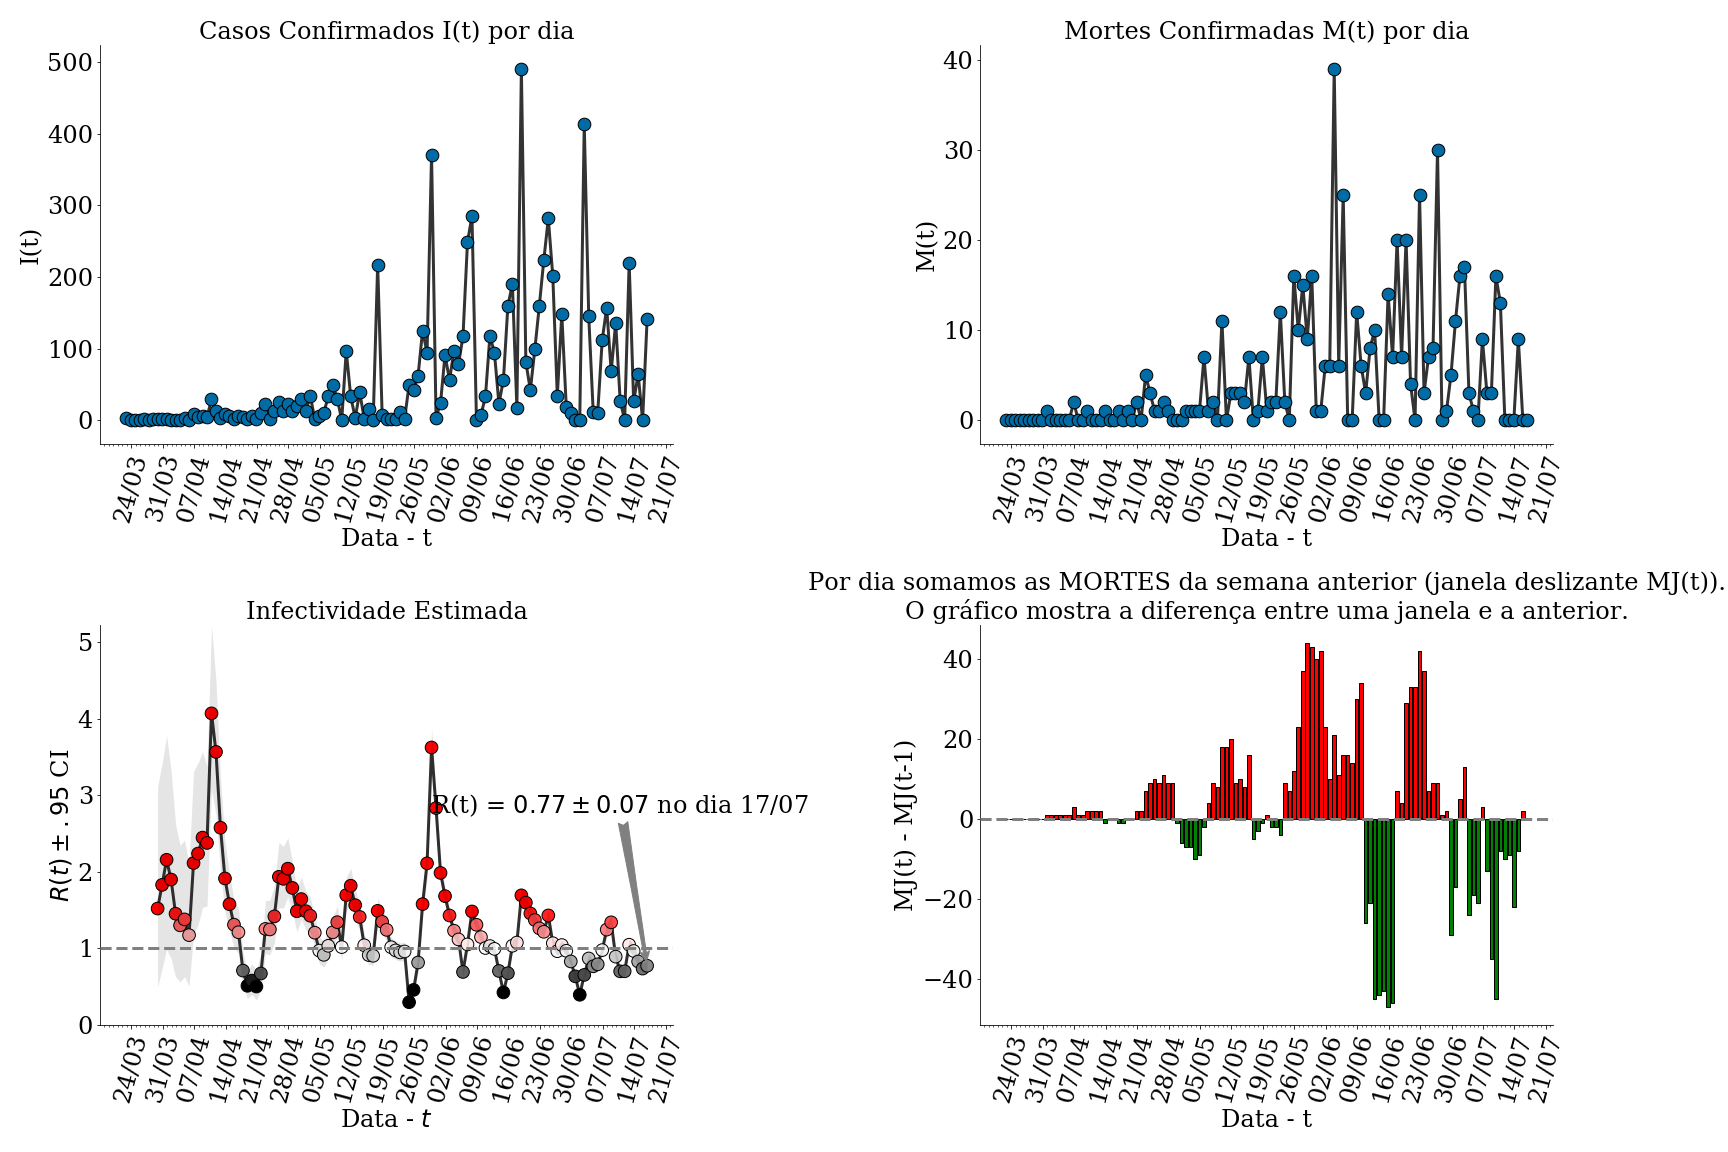 Casos Confirmados I(t) por dia
I(t)
500
400
300
200
100
0
24/03 31/03 07/04 14/04 21/04 28/04 05/05 12/05 19/05 26/05 02/06 09/06 16/06 23/06 30/06 07/07 14/07 21/07
Data - t
Mortes Confirmadas M(t) por dia
M(t)
40
30
20
10
0
24/03 31/03 07/04 14/04 21/04 28/04 05/05 12/05 19/05 26/05 02/06 09/06 16/06 23/06 30/06 07/07 14/07 21/07
Data - t
Infectividade Estimada
R(t) ± .95 CI
5
4
3
2
1
0
R(t) = 0.77 ± 0.07 no dia 17/07
24/03 31/03 07/04 14/04 21/04 28/04 05/05 12/05 19/05 26/05 02/06 09/06 16/06 23/06 30/06 07/07 14/07 21/07
Data - t
Por dia somamos as MORTES da semana anterior (janela deslizante MJ(t)).
O gráfico mostra a diferença entre uma janela e a anterior.
MJ(t) - MJ(t-1)
40
20
0
−20
−40
24/03 31/03 07/04 14/04 21/04 28/04 05/05 12/05 19/05 26/05 02/06 09/06 16/06 23/06 30/06 07/07 14/07 21/07
Data - t